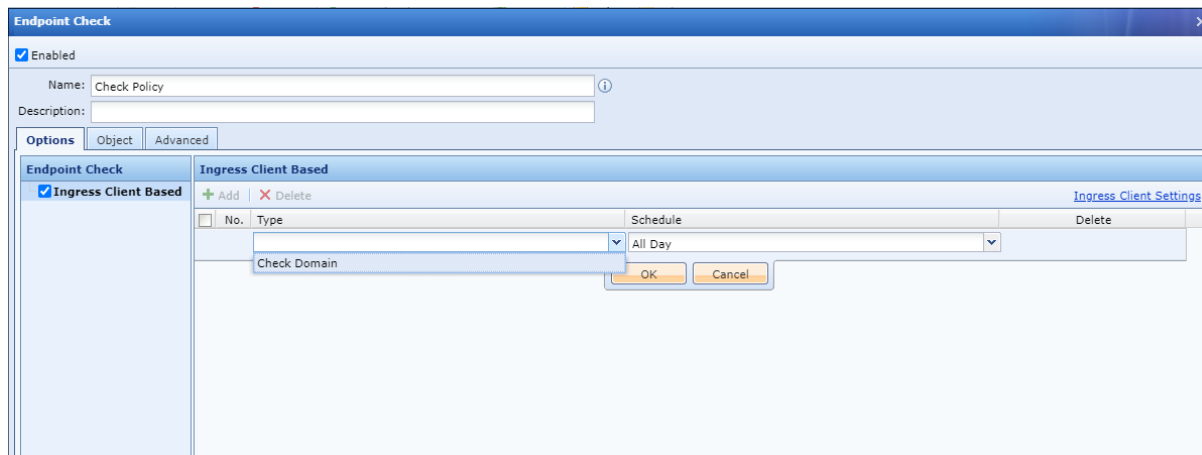 Endpoint Check
Enabled
Name: Check Policy
Description:
Options Object Advanced
Endpoint Check Ingress Client Based
Ingress Client Based Add Delete Ingress Client Settings
No. Type Schedule Delete
All Day
Check Domain
OK Cancel